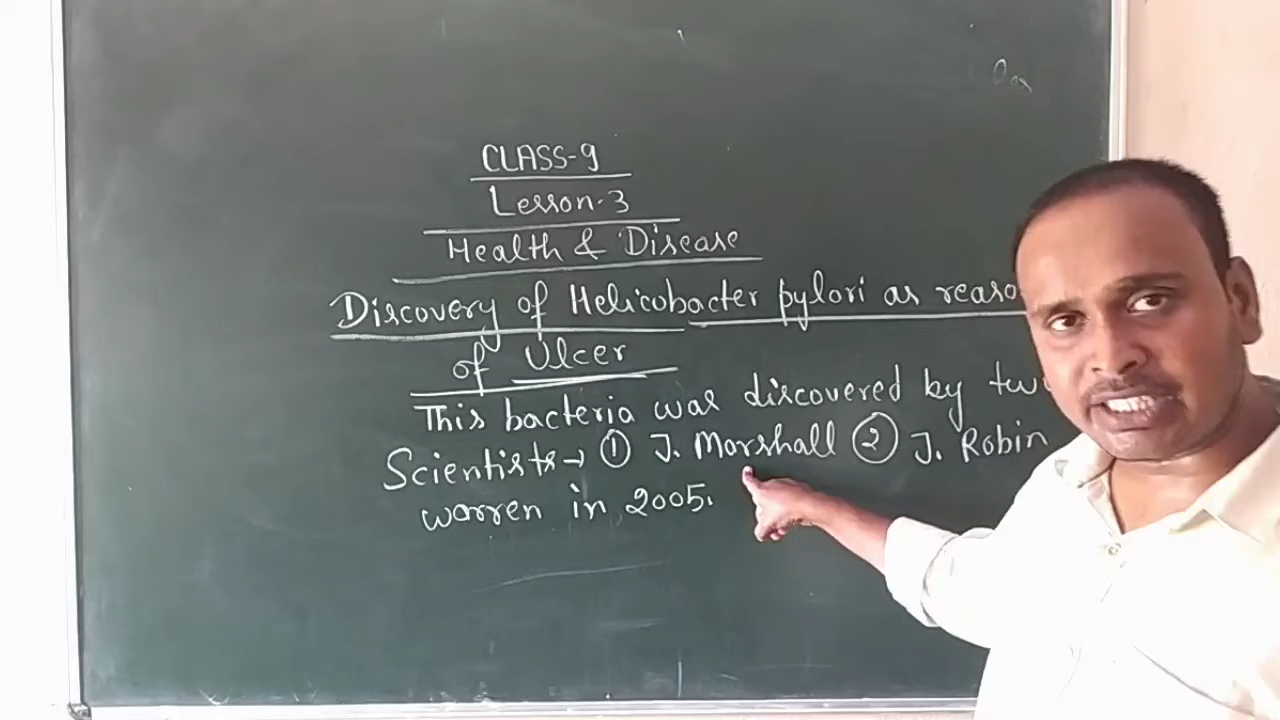 CLASS-9
Lesson-3
Health & Disease
Discovery of Helicobacter pylori as reaso
of Ulcer
This bacteria was discovered by tw
Scientists→ ① J. Marshall ② J. Robin
warren in 2005.